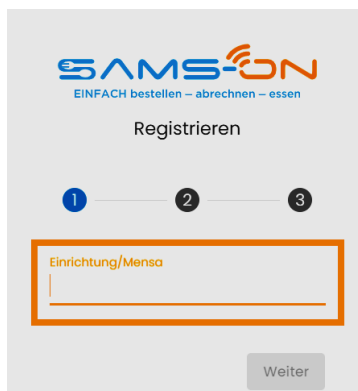 SAMS-ON
EINFACH bestellen – abrechnen – essen
Registrieren
1 2 3
Einrichtung/Mensa
Weiter